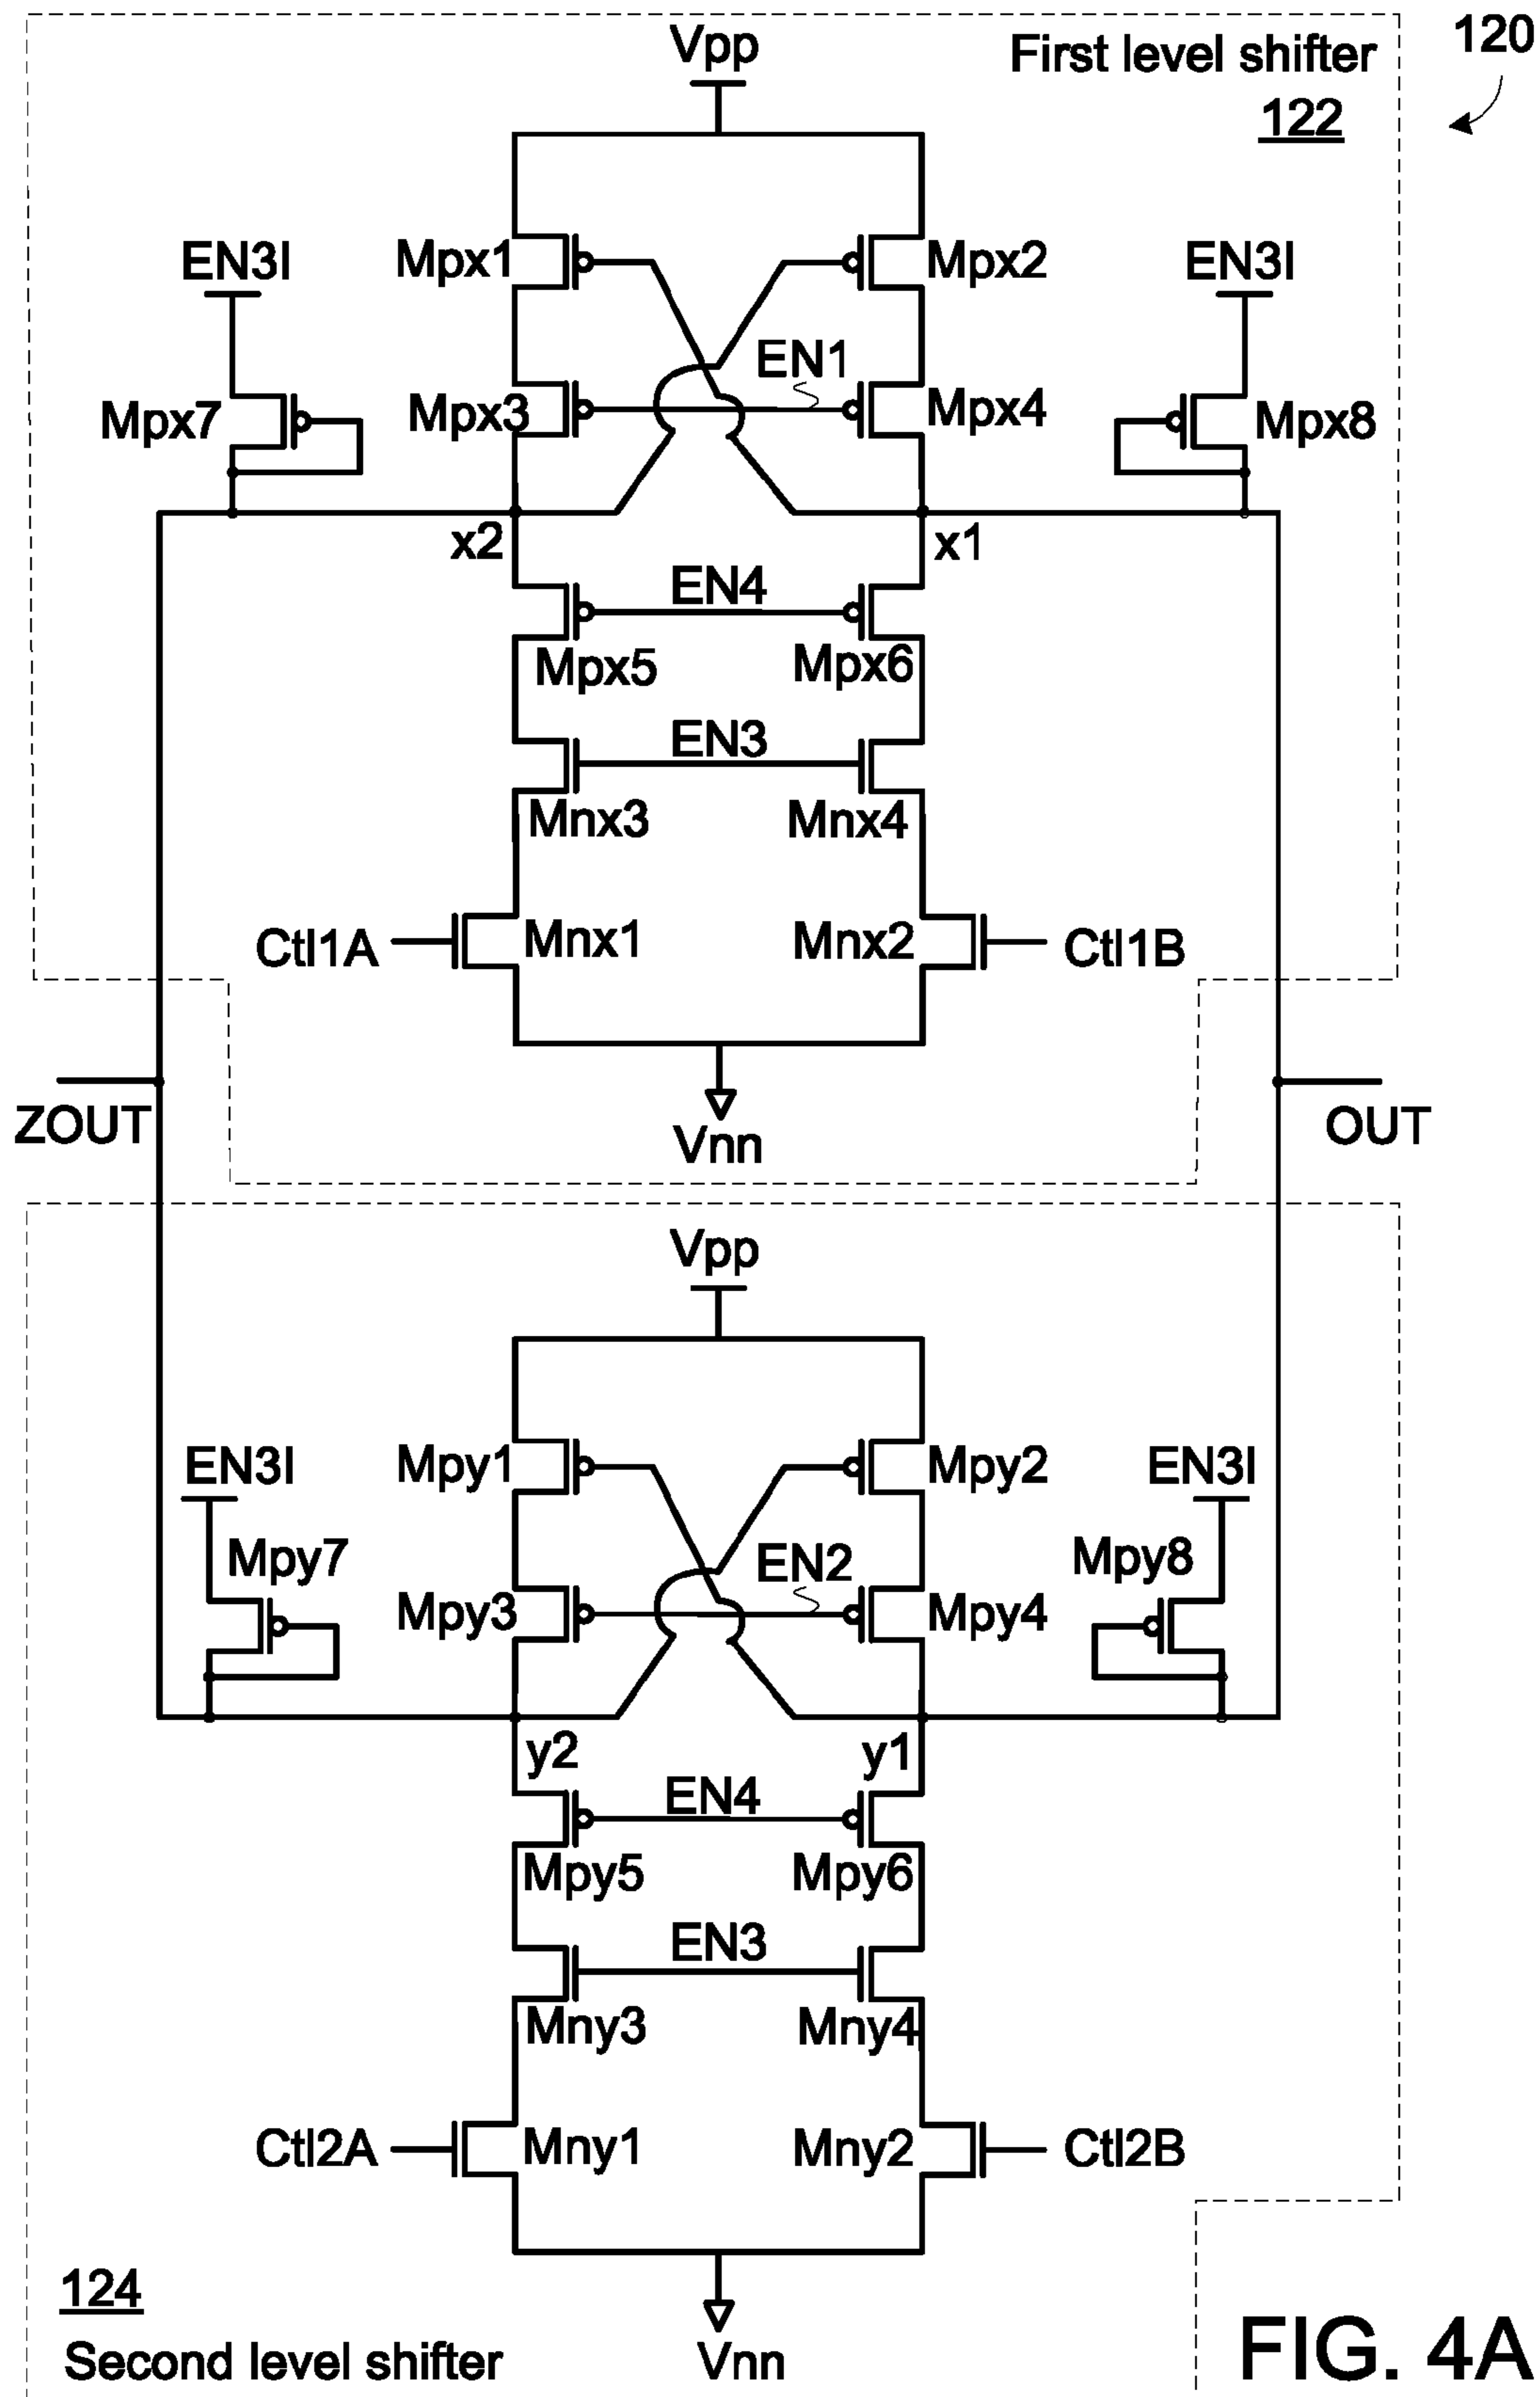 120
Vpp
First level shifter
122
EN3I
Mpx1
Mpx2
EN3I
Mpx7
Mpx3
EN1
Mpx4
Mpx8
x2
x1
EN4
Mpx5
Mpx6
EN3
Mnx3
Mnx4
Ctl1A
Mnx1
Mnx2
Ctl1B
ZOUT
Vnn
OUT
Vpp
EN3I
Mpy1
Mpy2
EN3I
Mpy7
Mpy3
EN2
Mpy4
Mpy8
y2
y1
EN4
Mpy5
Mpy6
EN3
Mny3
Mny4
Ctl2A
Mny1
Mny2
Ctl2B
124
Second level shifter
Vnn
FIG. 4A